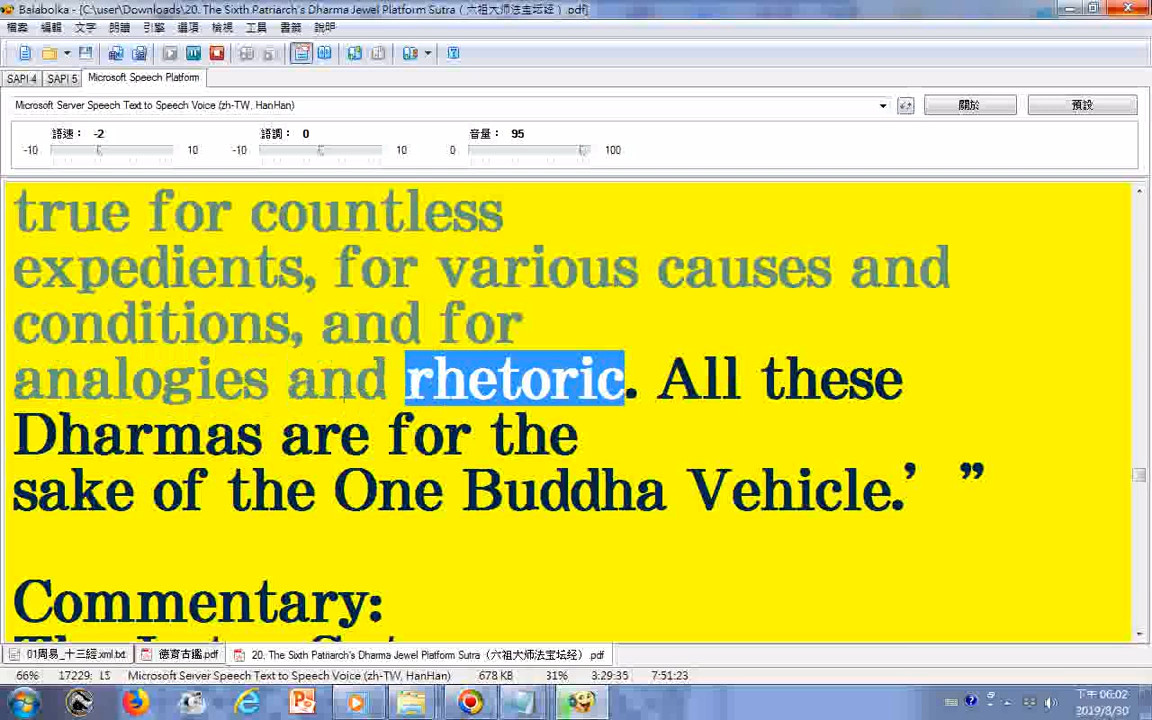 Balabolka - [C:\user\Downloads\20. The Sixth Patriarch's Dharma Jewel Platform Sutra (六祖大师法宝坛经) .pdf]
檔案 編輯 文字 朗讀 引擎 選項 檢視 工具 書籤 說明
SAPI 4 SAPI 5 Microsoft Speech Platform
Microsoft Server Speech Text to Speech Voice (zh-TW, HanHan) 關於 預設
語速： -2 語調： 0 音量： 95
-10 10 -10 10 0 100
true for countless
expedients, for various causes and
conditions, and for
analogies and rhetoric. All these
Dharmas are for the
sake of the One Buddha Vehicle.’ ”
Commentary:
01周易_十三經.xml.txt 德育古鑑.pdf 20. The Sixth Patriarch's Dharma Jewel Platform Sutra (六祖大师法宝坛经) .pdf
66% 17229: 15 Microsoft Server Speech Text to Speech Voice (zh-TW, HanHan) 678 KB 31% 3:29:35 7:51:23
下午 06:02
2019/8/30